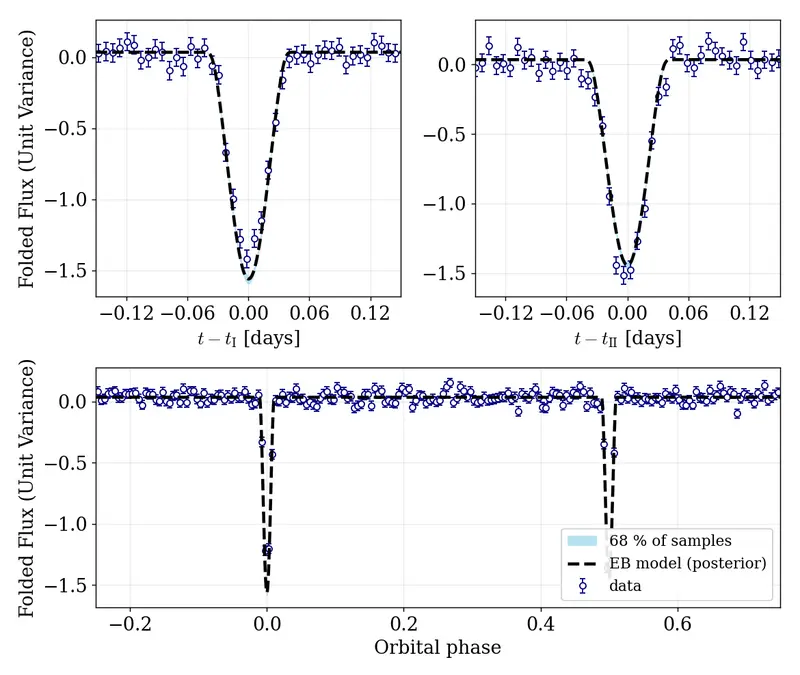 Folded Flux (Unit Variance)
0.0
−0.5
−1.0
−1.5
−0.12 −0.06 0.00 0.06 0.12
t − tI [days]
0.0
−0.5
−1.0
−1.5
−0.12 −0.06 0.00 0.06 0.12
t − tII [days]
Folded Flux (Unit Variance)
0.0
−0.5
−1.0
−1.5
68 % of samples
EB model (posterior)
data
−0.2 0.0 0.2 0.4 0.6
Orbital phase